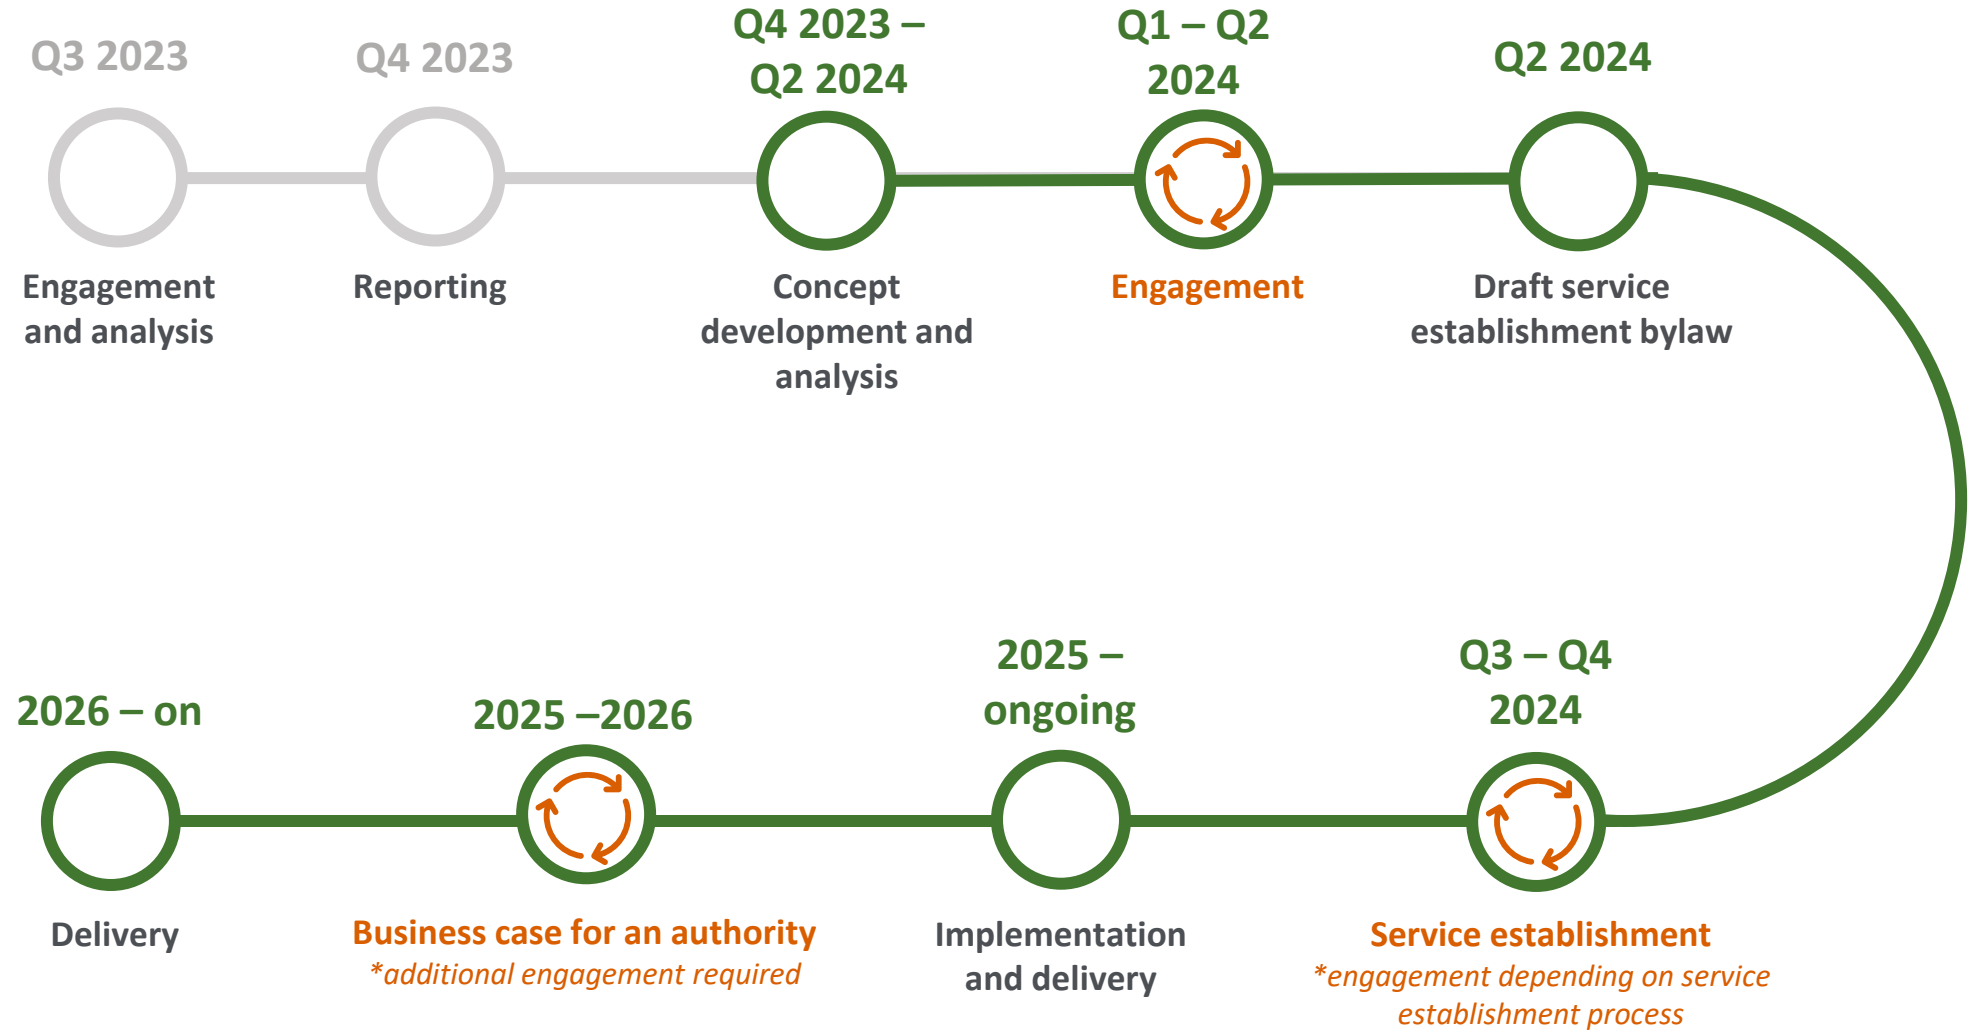 Q3 2023
Engagement
and analysis
Q4 2023
Reporting
Q4 2023 –
Q2 2024
Concept
development and
analysis
Q1 – Q2
2024
Engagement
Q2 2024
Draft service
establishment bylaw
Q3 – Q4
2024
Service establishment
*engagement depending on service
establishment process
2025 –
ongoing
Implementation
and delivery
2025 –2026
Business case for an authority
*additional engagement required
2026 – on
Delivery